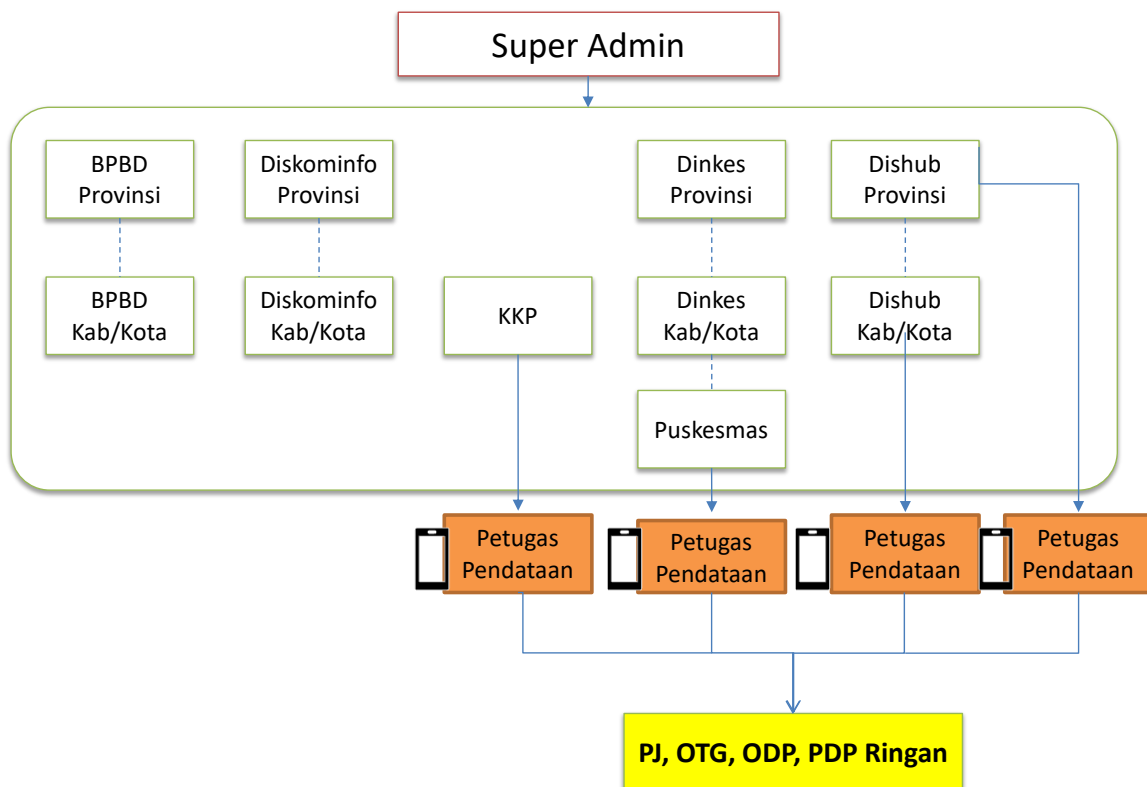 Super Admin
BPBD
Provinsi
Diskominfo
Provinsi
Dinkes
Provinsi
Dishub
Provinsi
BPBD
Kab/Kota
Diskominfo
Kab/Kota
KKP
Dinkes
Kab/Kota
Dishub
Kab/Kota
Puskesmas
Petugas
Pendataan
Petugas
Pendataan
Petugas
Pendataan
Petugas
Pendataan
PJ, OTG, ODP, PDP Ringan